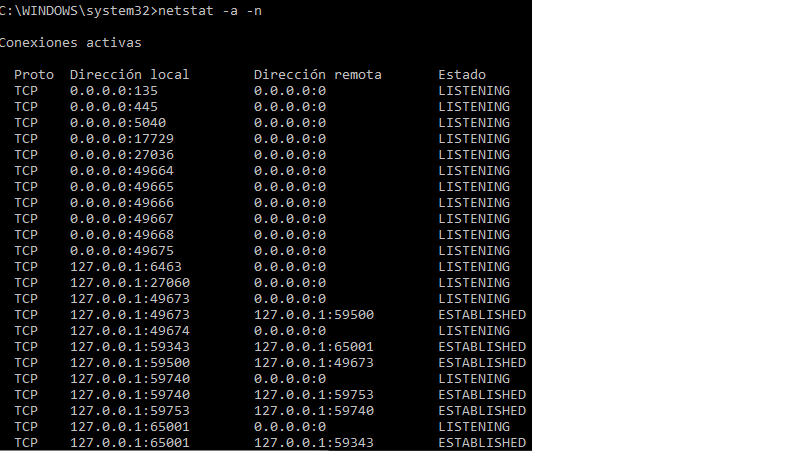 C:\WINDOWS\system32>netstat -a -n
Conexiones activas
Proto  Dirección local        Dirección remota       Estado
TCP    0.0.0.0:135            0.0.0.0:0              LISTENING
TCP    0.0.0.0:445            0.0.0.0:0              LISTENING
TCP    0.0.0.0:5040           0.0.0.0:0              LISTENING
TCP    0.0.0.0:17729          0.0.0.0:0              LISTENING
TCP    0.0.0.0:27036          0.0.0.0:0              LISTENING
TCP    0.0.0.0:49664          0.0.0.0:0              LISTENING
TCP    0.0.0.0:49665          0.0.0.0:0              LISTENING
TCP    0.0.0.0:49666          0.0.0.0:0              LISTENING
TCP    0.0.0.0:49667          0.0.0.0:0              LISTENING
TCP    0.0.0.0:49668          0.0.0.0:0              LISTENING
TCP    0.0.0.0:49675          0.0.0.0:0              LISTENING
TCP    127.0.0.1:6463         0.0.0.0:0              LISTENING
TCP    127.0.0.1:27060        0.0.0.0:0              LISTENING
TCP    127.0.0.1:49673        0.0.0.0:0              LISTENING
TCP    127.0.0.1:49673        127.0.0.1:59500        ESTABLISHED
TCP    127.0.0.1:49674        0.0.0.0:0              LISTENING
TCP    127.0.0.1:59343        127.0.0.1:65001        ESTABLISHED
TCP    127.0.0.1:59500        127.0.0.1:49673        ESTABLISHED
TCP    127.0.0.1:59740        0.0.0.0:0              LISTENING
TCP    127.0.0.1:59740        127.0.0.1:59753        ESTABLISHED
TCP    127.0.0.1:59753        127.0.0.1:59740        ESTABLISHED
TCP    127.0.0.1:65001        0.0.0.0:0              LISTENING
TCP    127.0.0.1:65001        127.0.0.1:59343        ESTABLISHED